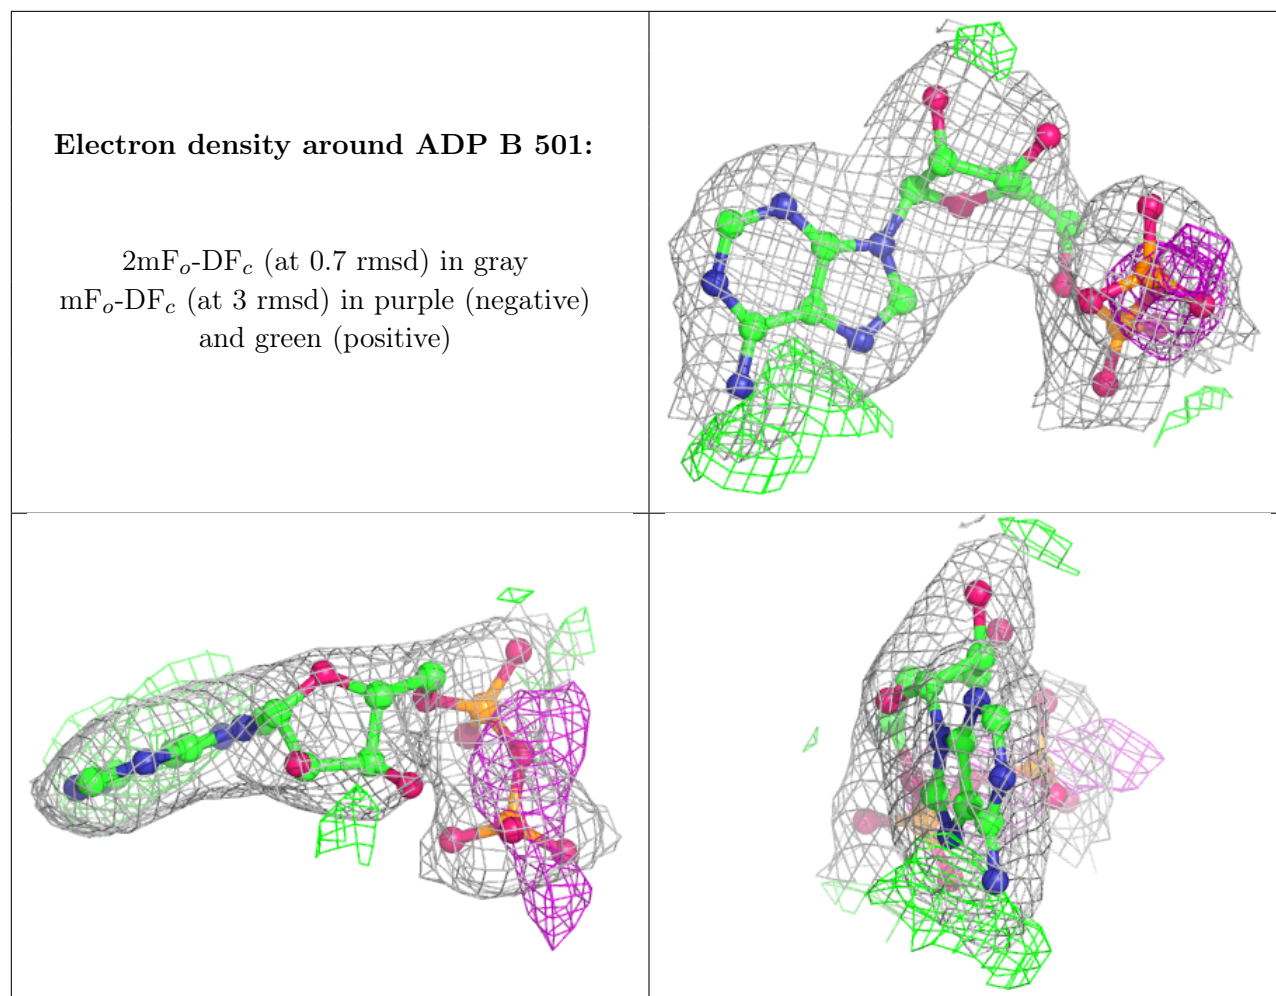 Electron density around ADP B 501:
2mFₒ-DF𝒸 (at 0.7 rmsd) in gray
mFₒ-DF𝒸 (at 3 rmsd) in purple (negative)
and green (positive)